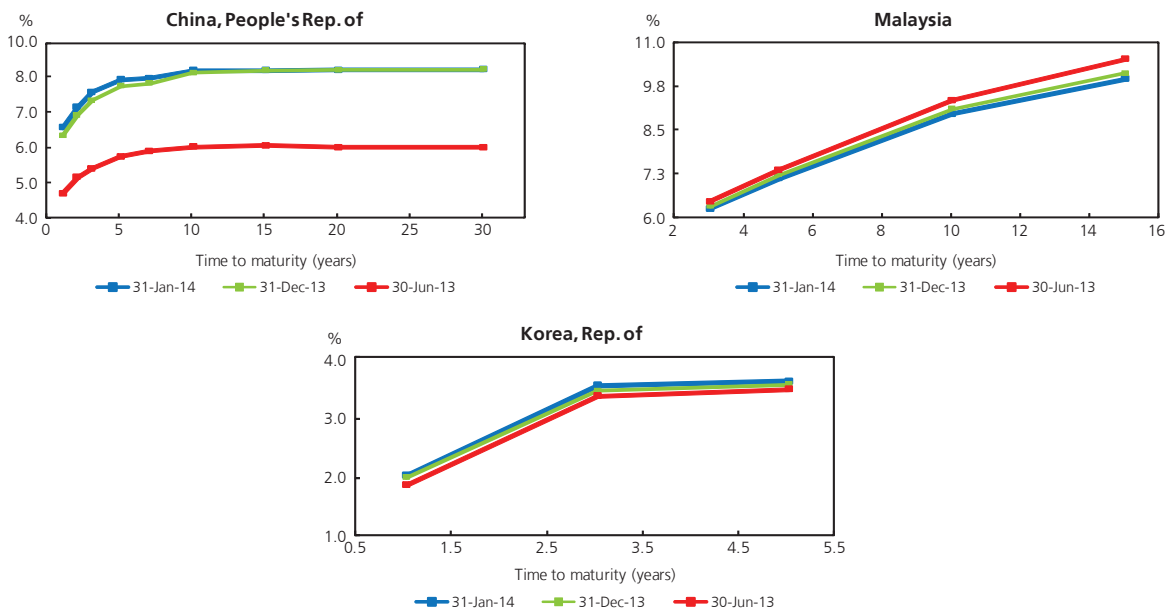 China, People's Rep. of
%
10.0
8.0
7.0
6.0
5.0
4.0
0 5 10 15 20 25 30
Time to maturity (years)
31-Jan-14 31-Dec-13 30-Jun-13
Malaysia
%
11.0
9.8
8.5
7.3
6.0
2 4 6 8 10 12 14 16
Time to maturity (years)
31-Jan-14 31-Dec-13 30-Jun-13
Korea, Rep. of
%
4.0
3.0
2.0
1.0
0.5 1.5 2.5 3.5 4.5 5.5
Time to maturity (years)
31-Jan-14 31-Dec-13 30-Jun-13